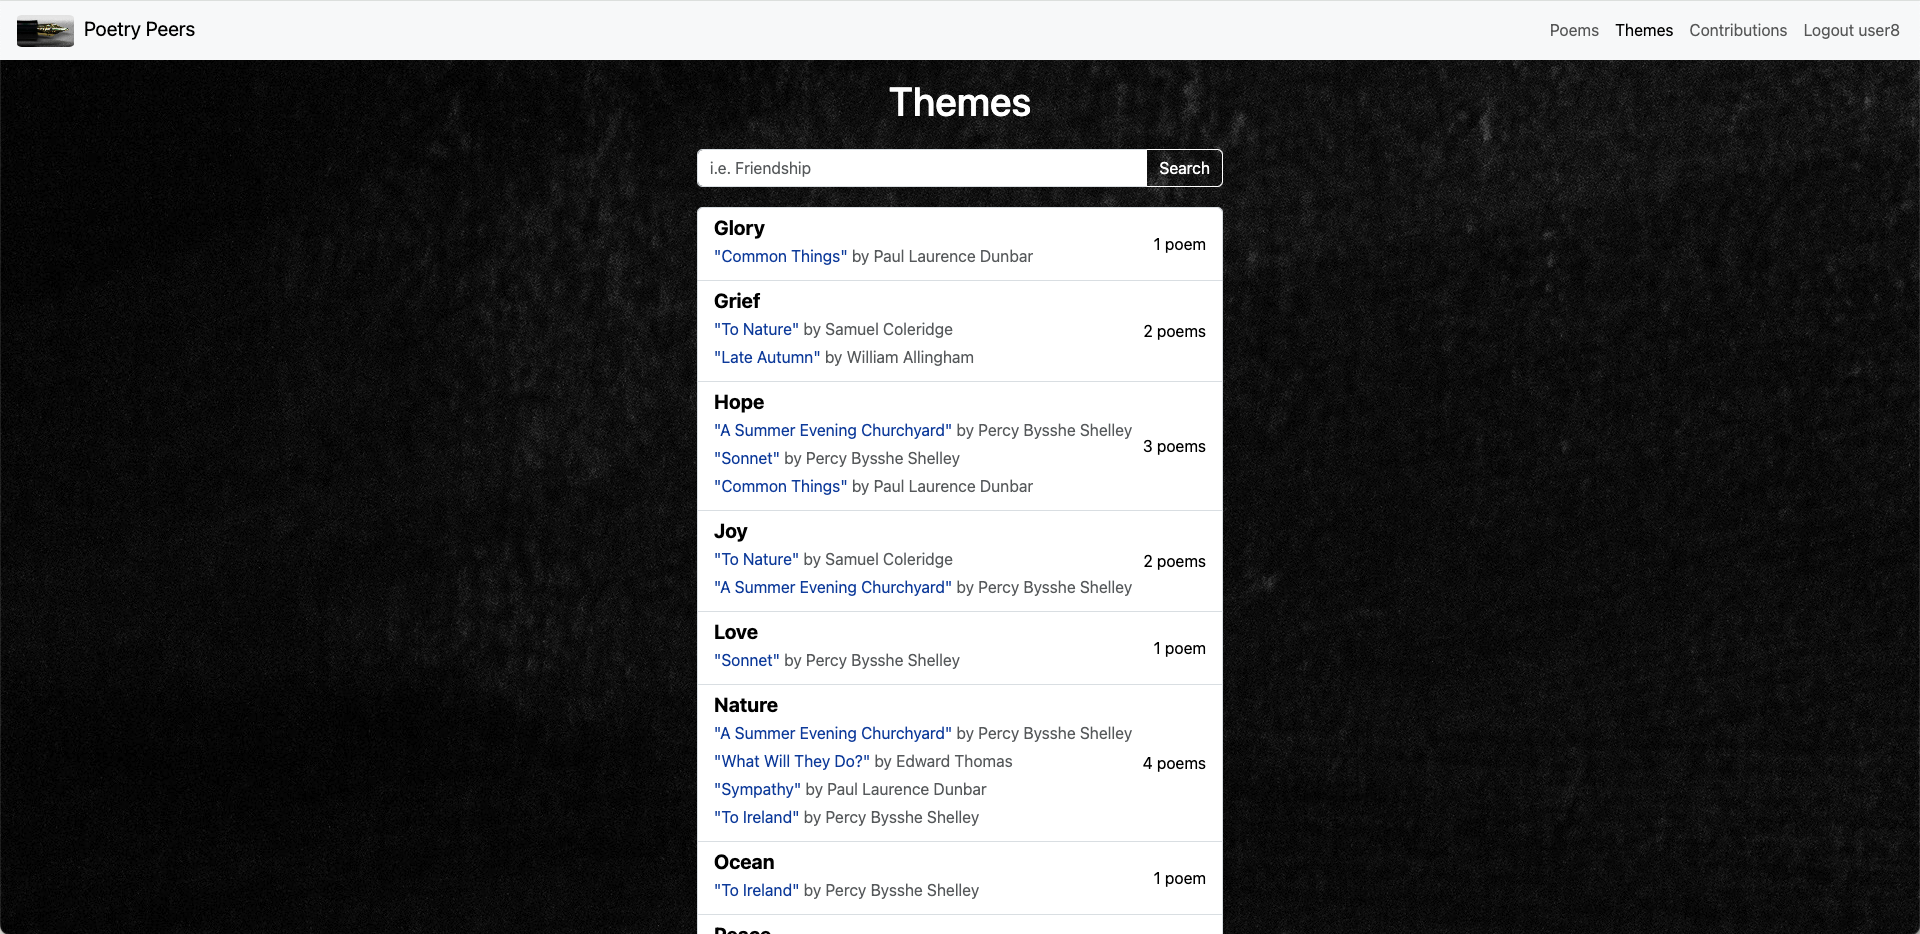 Poetry Peers
Poems Themes Contributions Logout user8
Themes
i.e. Friendship Search
Glory
"Common Things" by Paul Laurence Dunbar
1 poem
Grief
"To Nature" by Samuel Coleridge
"Late Autumn" by William Allingham
2 poems
Hope
"A Summer Evening Churchyard" by Percy Bysshe Shelley
"Sonnet" by Percy Bysshe Shelley
"Common Things" by Paul Laurence Dunbar
3 poems
Joy
"To Nature" by Samuel Coleridge
"A Summer Evening Churchyard" by Percy Bysshe Shelley
2 poems
Love
"Sonnet" by Percy Bysshe Shelley
1 poem
Nature
"A Summer Evening Churchyard" by Percy Bysshe Shelley
"What Will They Do?" by Edward Thomas
"Sympathy" by Paul Laurence Dunbar
"To Ireland" by Percy Bysshe Shelley
4 poems
Ocean
"To Ireland" by Percy Bysshe Shelley
1 poem
Peace